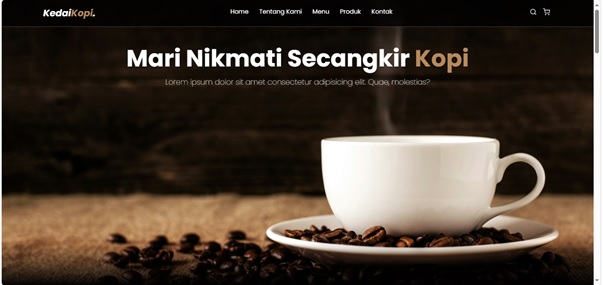 KedaiKopi.
Home Tentang Kami Menu Produk Kontak
Mari Nikmati Secangkir Kopi
Lorem ipsum dolor sit amet consectetur adipisicing elit. Quae, molestias?